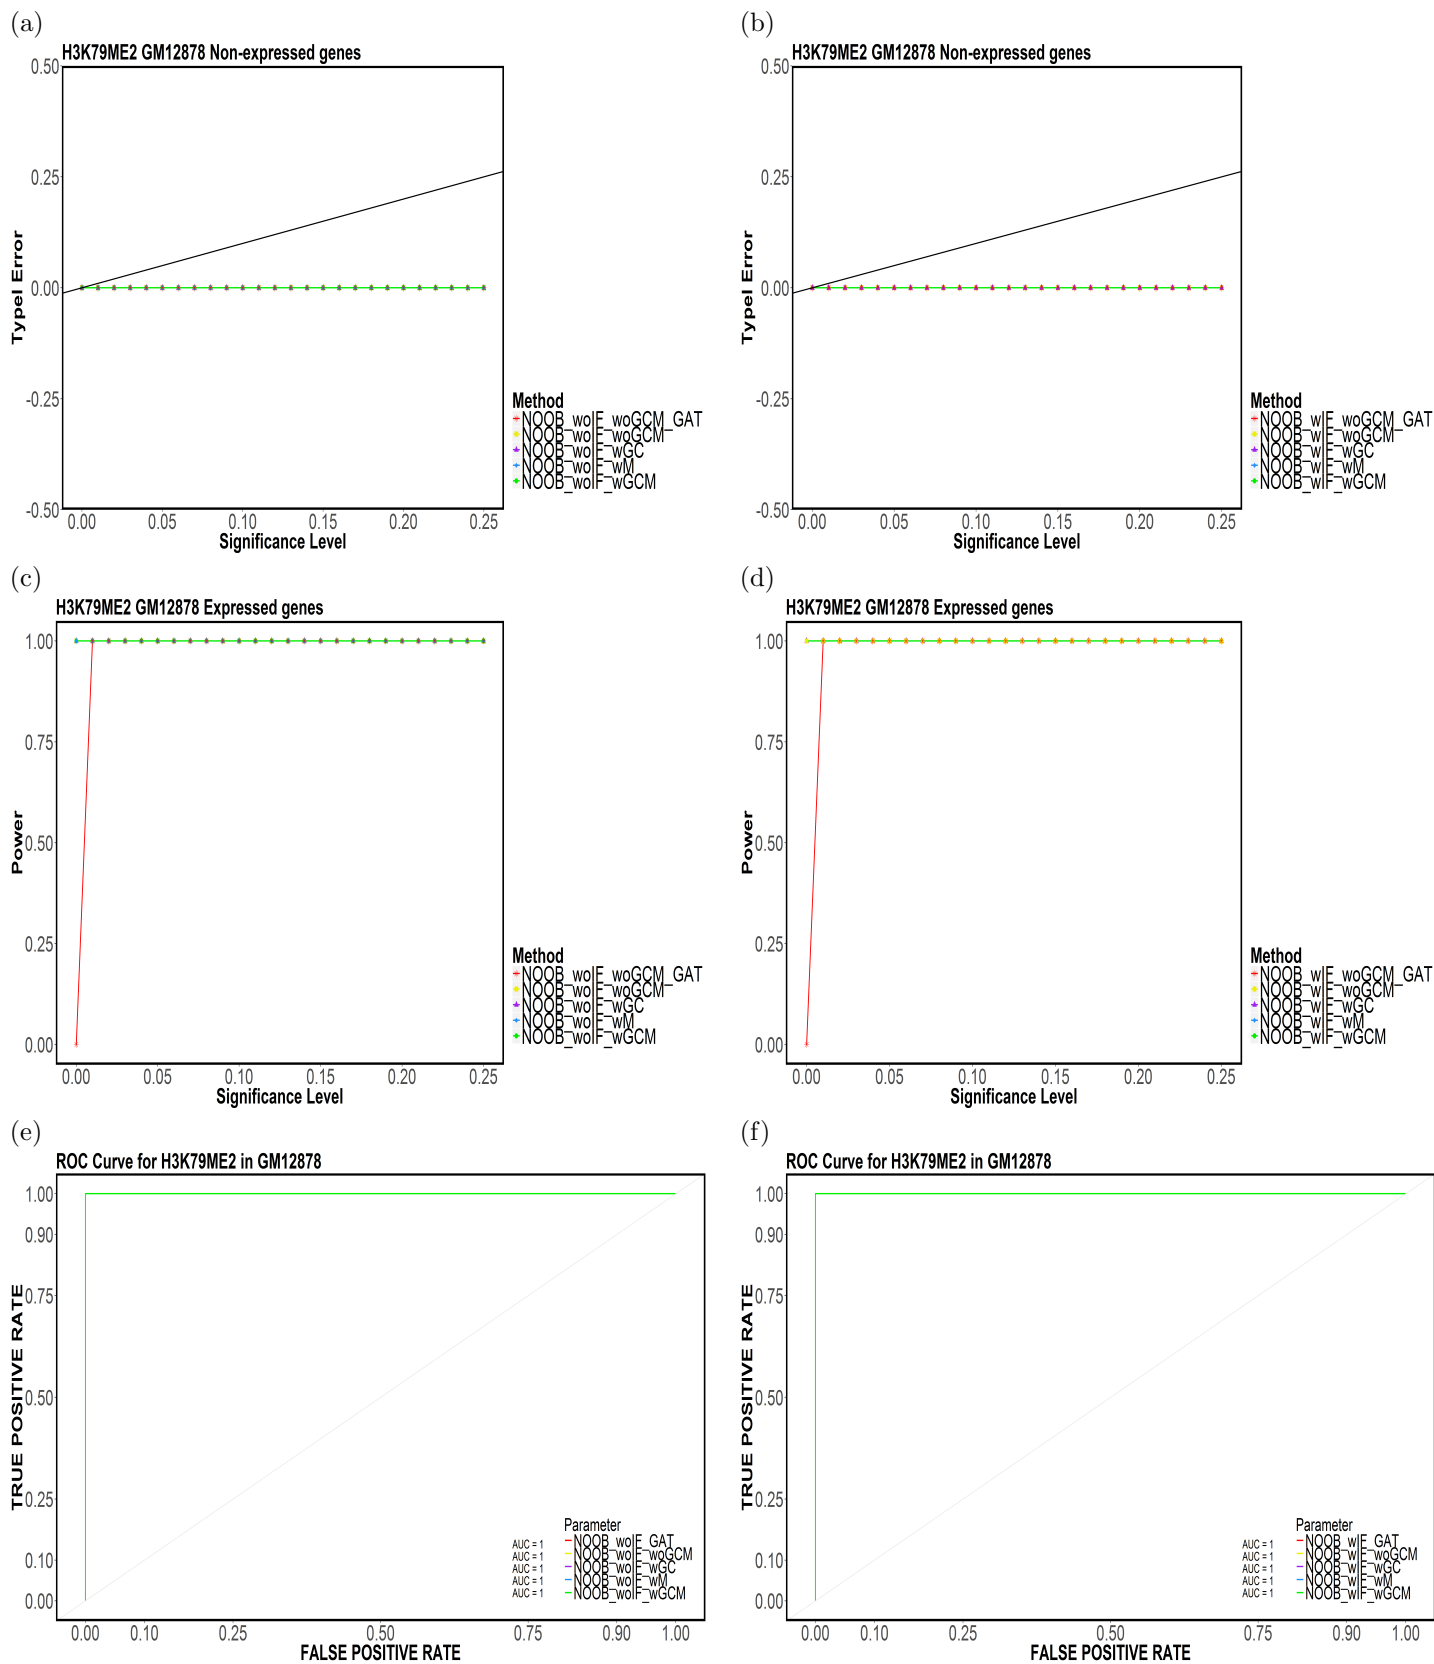 (a)
H3K79ME2 GM12878 Non-expressed genes
0.50
0.25
0.00
-0.25
-0.50
TypeI Error
0.00 0.05 0.10 0.15 0.20 0.25
Significance Level
Method
NOOB_woIF_woGCM_GAT
NOOB_woIF_woGCM
NOOB_woIF_wGC
NOOB_woIF_wM
NOOB_woIF_wGCM
(b)
H3K79ME2 GM12878 Non-expressed genes
0.50
0.25
0.00
-0.25
-0.50
TypeI Error
0.00 0.05 0.10 0.15 0.20 0.25
Significance Level
Method
NOOB_wIF_woGCM_GAT
NOOB_wIF_woGCM
NOOB_wIF_wGC
NOOB_wIF_wM
NOOB_wIF_wGCM
(c)
H3K79ME2 GM12878 Expressed genes
1.00
0.75
0.50
0.25
0.00
Power
0.00 0.05 0.10 0.15 0.20 0.25
Significance Level
Method
NOOB_woIF_woGCM_GAT
NOOB_woIF_woGCM
NOOB_woIF_wGC
NOOB_woIF_wM
NOOB_woIF_wGCM
(d)
H3K79ME2 GM12878 Expressed genes
1.00
0.75
0.50
0.25
0.00
Power
0.00 0.05 0.10 0.15 0.20 0.25
Significance Level
Method
NOOB_wIF_woGCM_GAT
NOOB_wIF_woGCM
NOOB_wIF_wGC
NOOB_wIF_wM
NOOB_wIF_wGCM
(e)
ROC Curve for H3K79ME2 in GM12878
1.00
0.90
0.75
0.50
0.25
0.10
0.00
TRUE POSITIVE RATE
0.00 0.10 0.25 0.50 0.75 0.90 1.00
FALSE POSITIVE RATE
Parameter
AUC = 1 NOOB_woIF_GAT
AUC = 1 NOOB_woIF_woGCM
AUC = 1 NOOB_woIF_wGC
AUC = 1 NOOB_woIF_wM
AUC = 1 NOOB_woIF_wGCM
(f)
ROC Curve for H3K79ME2 in GM12878
1.00
0.90
0.75
0.50
0.25
0.10
0.00
TRUE POSITIVE RATE
0.00 0.10 0.25 0.50 0.75 0.90 1.00
FALSE POSITIVE RATE
Parameter
AUC = 1 NOOB_wIF_GAT
AUC = 1 NOOB_wIF_woGCM
AUC = 1 NOOB_wIF_wGC
AUC = 1 NOOB_wIF_wM
AUC = 1 NOOB_wIF_wGCM